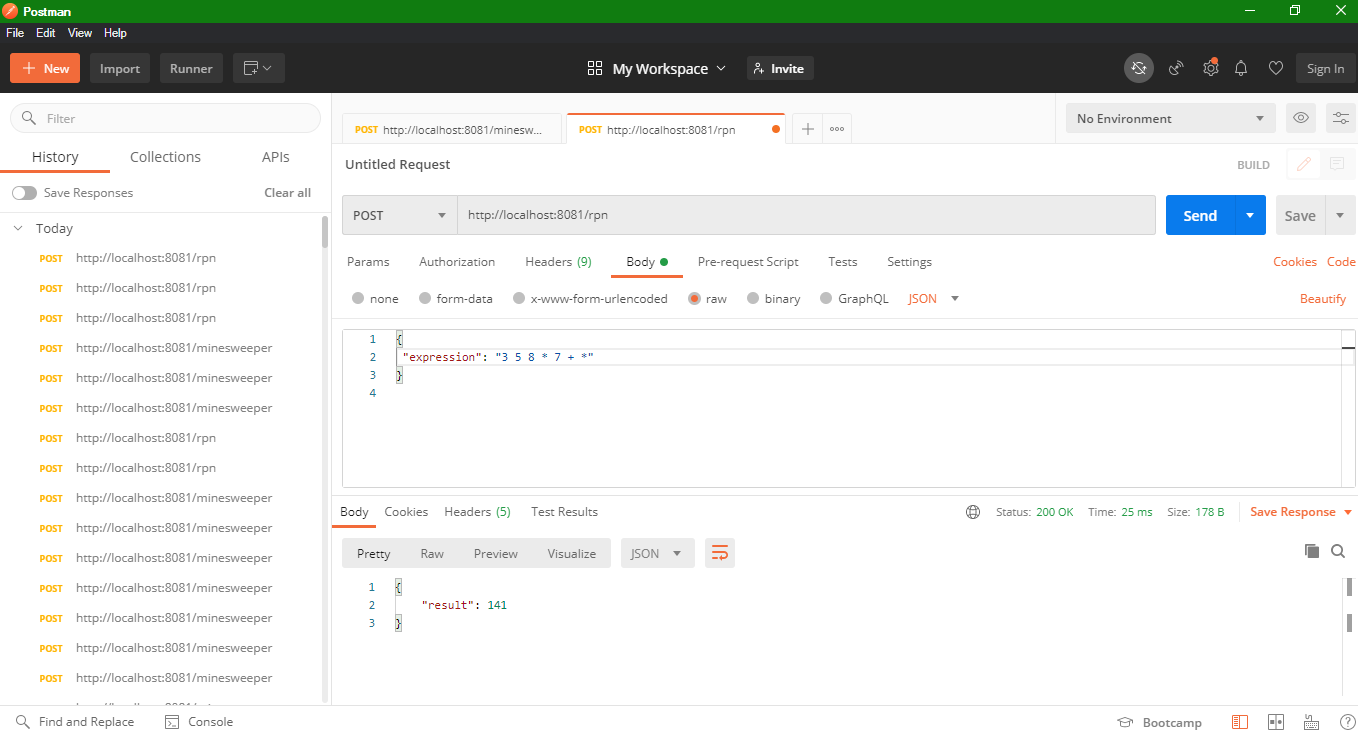 Postman
File Edit View Help
New Import Runner My Workspace Invite Sign In
Filter
History Collections APIs
Save Responses Clear all
Today
POST http://localhost:8081/rpn
POST http://localhost:8081/rpn
POST http://localhost:8081/rpn
POST http://localhost:8081/minesweeper
POST http://localhost:8081/minesweeper
POST http://localhost:8081/minesweeper
POST http://localhost:8081/rpn
POST http://localhost:8081/rpn
POST http://localhost:8081/minesweeper
POST http://localhost:8081/minesweeper
POST http://localhost:8081/minesweeper
POST http://localhost:8081/minesweeper
POST http://localhost:8081/minesweeper
POST http://localhost:8081/minesweeper
POST http://localhost:8081/minesweeper
POST http://localhost:8081/minesw... POST http://localhost:8081/rpn No Environment
Untitled Request BUILD
POST http://localhost:8081/rpn Send Save
Params Authorization Headers (9) Body Pre-request Script Tests Settings Cookies Code
none form-data x-www-form-urlencoded raw binary GraphQL JSON Beautify
1 {
2 "expression": "3 5 8 * 7 + *"
3 }
4
Body Cookies Headers (5) Test Results Status: 200 OK Time: 25 ms Size: 178 B Save Response
Pretty Raw Preview Visualize JSON
1 {
2 "result": 141
3 }
Find and Replace Console Bootcamp